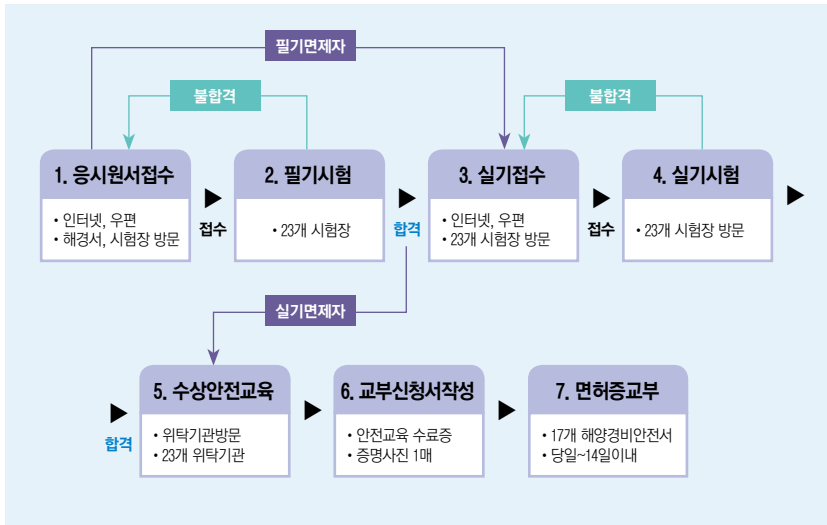 필기면제자
불합격
불합격
1. 응시원서접수
• 인터넷, 우편
• 해경서, 시험장 방문
접수
2. 필기시험
• 23개 시험장
합격
3. 실기접수
• 인터넷, 우편
• 23개 시험장 방문
접수
4. 실기시험
• 23개 시험장 방문
실기면제자
합격
5. 수상안전교육
• 위탁기관방문
• 23개 위탁기관
6. 교부신청서작성
• 안전교육 수료증
• 증명사진 1매
7. 면허증교부
• 17개 해양경비안전서
• 당일~14일이내